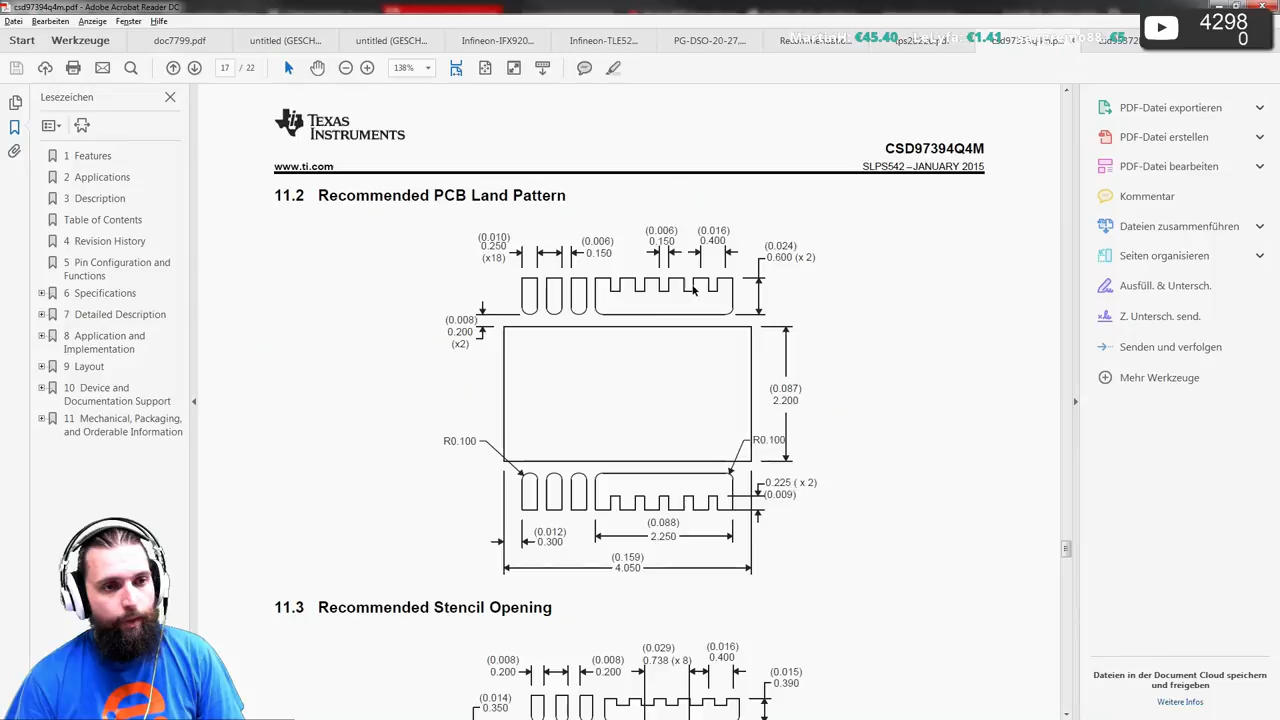 csd97394q4m.pdf - Adobe Acrobat Reader DC
Datei Bearbeiten Anzeige Fenster Hilfe
Start Werkzeuge doc7799.pdf untitled (GESCH... untitled (GESCH... Infineon-IR320... Infineon-TLE52... PG-DSO-20-27,...
€45.40 €1.41 €5
4298
0
17 / 22 138%
Lesezeichen
1 Features
2 Applications
3 Description
Table of Contents
4 Revision History
5 Pin Configuration and
Functions
6 Specifications
7 Detailed Description
8 Application and
Implementation
9 Layout
10 Device and
Documentation Support
11 Mechanical, Packaging,
and Orderable Information
TEXAS
INSTRUMENTS
CSD97394Q4M
www.ti.com SLPS542 – JANUARY 2015
11.2 Recommended PCB Land Pattern
(0.010)
0.250
(x18)
(0.006)
0.150
(0.006)
0.150
(0.016)
0.400
(0.024)
0.600 (x 2)
(0.008)
0.200
(x2)
(0.087)
2.200
R0.100
R0.100
0.225 ( x 2)
(0.009)
(0.012)
0.300
(0.088)
2.250
(0.159)
4.050
11.3 Recommended Stencil Opening
(0.008)
0.200
(0.008)
0.200
(0.029)
0.738 (x 8)
(0.016)
0.400
(0.015)
0.390
(0.014)
0.350
PDF-Datei exportieren
PDF-Datei erstellen
PDF-Datei bearbeiten
Kommentar
Dateien zusammenführen
Seiten organisieren
Ausfüll. & Untersch.
Z. Untersch. send.
Senden und verfolgen
Mehr Werkzeuge
Dateien in der Document Cloud speichern
und freigeben
Weitere Infos